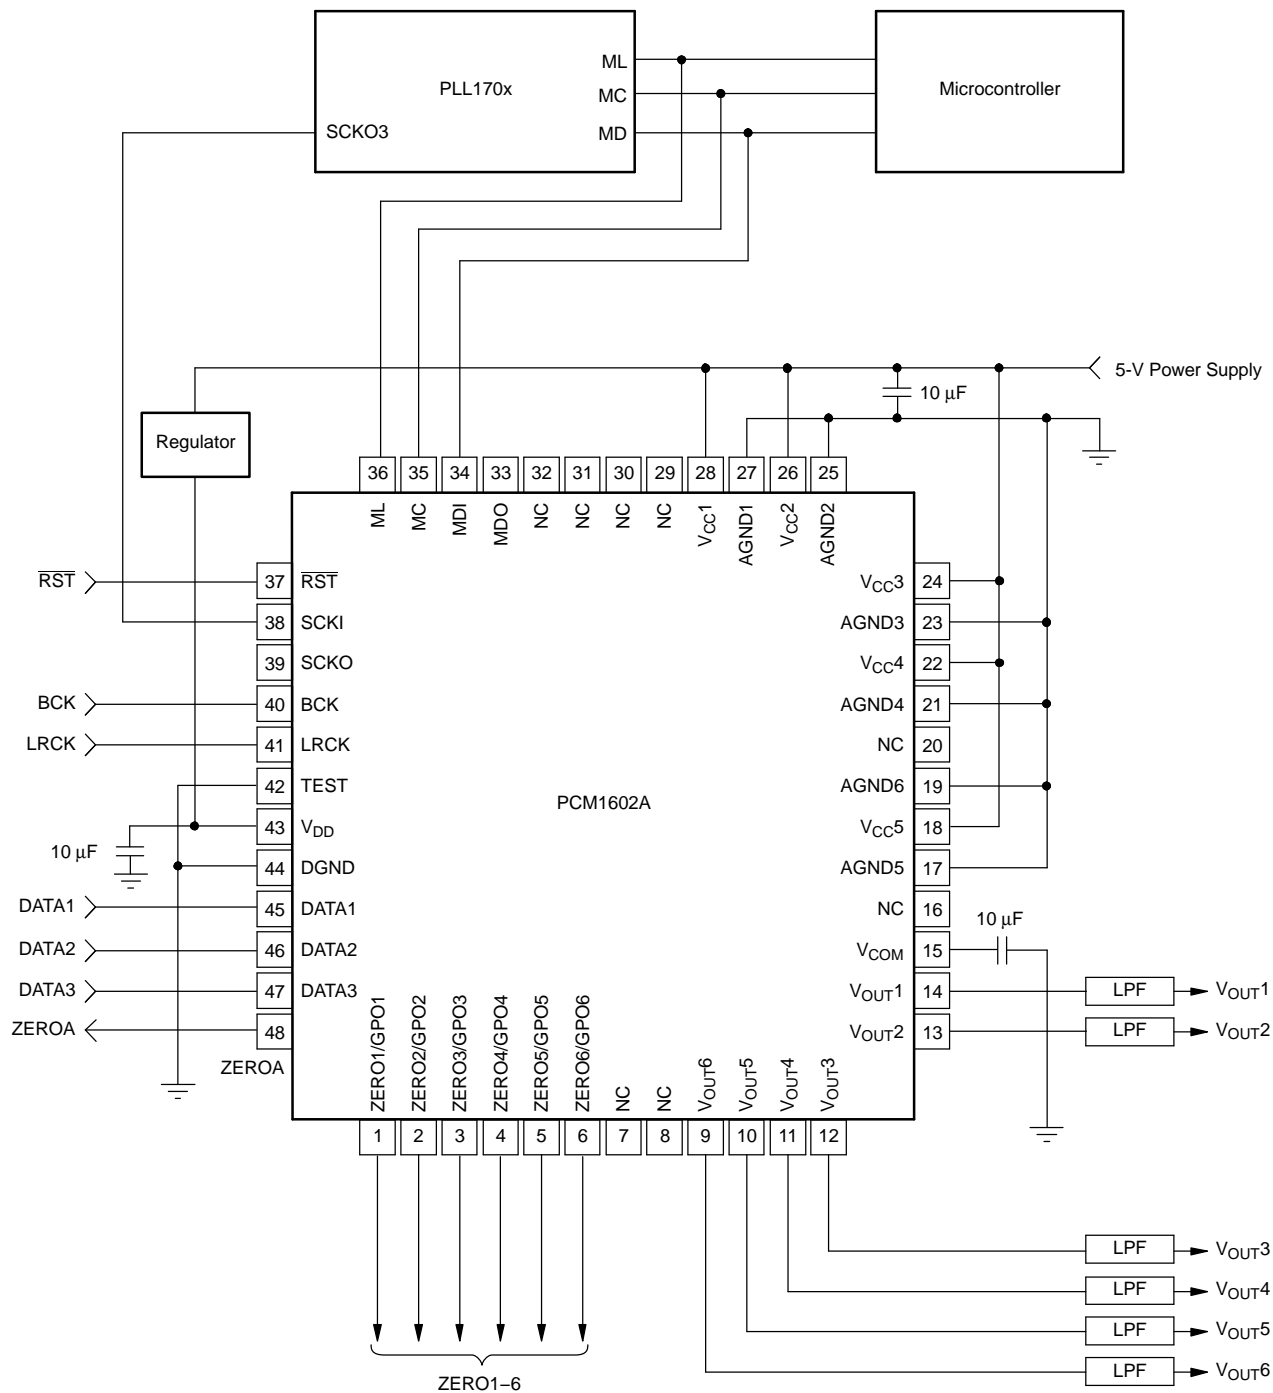 PLL170x
ML
MC
MD
SCKO3
Microcontroller
5-V Power Supply
10 μF
Regulator
36
35
34
33
32
31
30
29
28
27
26
25
ML
MC
MDI
MDO
NC
NC
NC
NC
VCC1
AGND1
VCC2
AGND2
RST
37
RST
38
SCKI
39
SCKO
BCK
40
BCK
LRCK
41
LRCK
42
TEST
43
VDD
10 μF
44
DGND
DATA1
45
DATA1
DATA2
46
DATA2
DATA3
47
DATA3
ZEROA
48
ZEROA
PCM1602A
VCC3
24
AGND3
23
VCC4
22
AGND4
21
NC
20
AGND6
19
VCC5
18
AGND5
17
NC
16
10 μF
VCOM
15
VOUT1
14
LPF
VOUT1
VOUT2
13
LPF
VOUT2
ZERO1/GPO1
ZERO2/GPO2
ZERO3/GPO3
ZERO4/GPO4
ZERO5/GPO5
ZERO6/GPO6
NC
NC
VOUT6
VOUT5
VOUT4
VOUT3
1
2
3
4
5
6
7
8
9
10
11
12
LPF
VOUT3
LPF
VOUT4
LPF
VOUT5
LPF
VOUT6
ZERO1–6